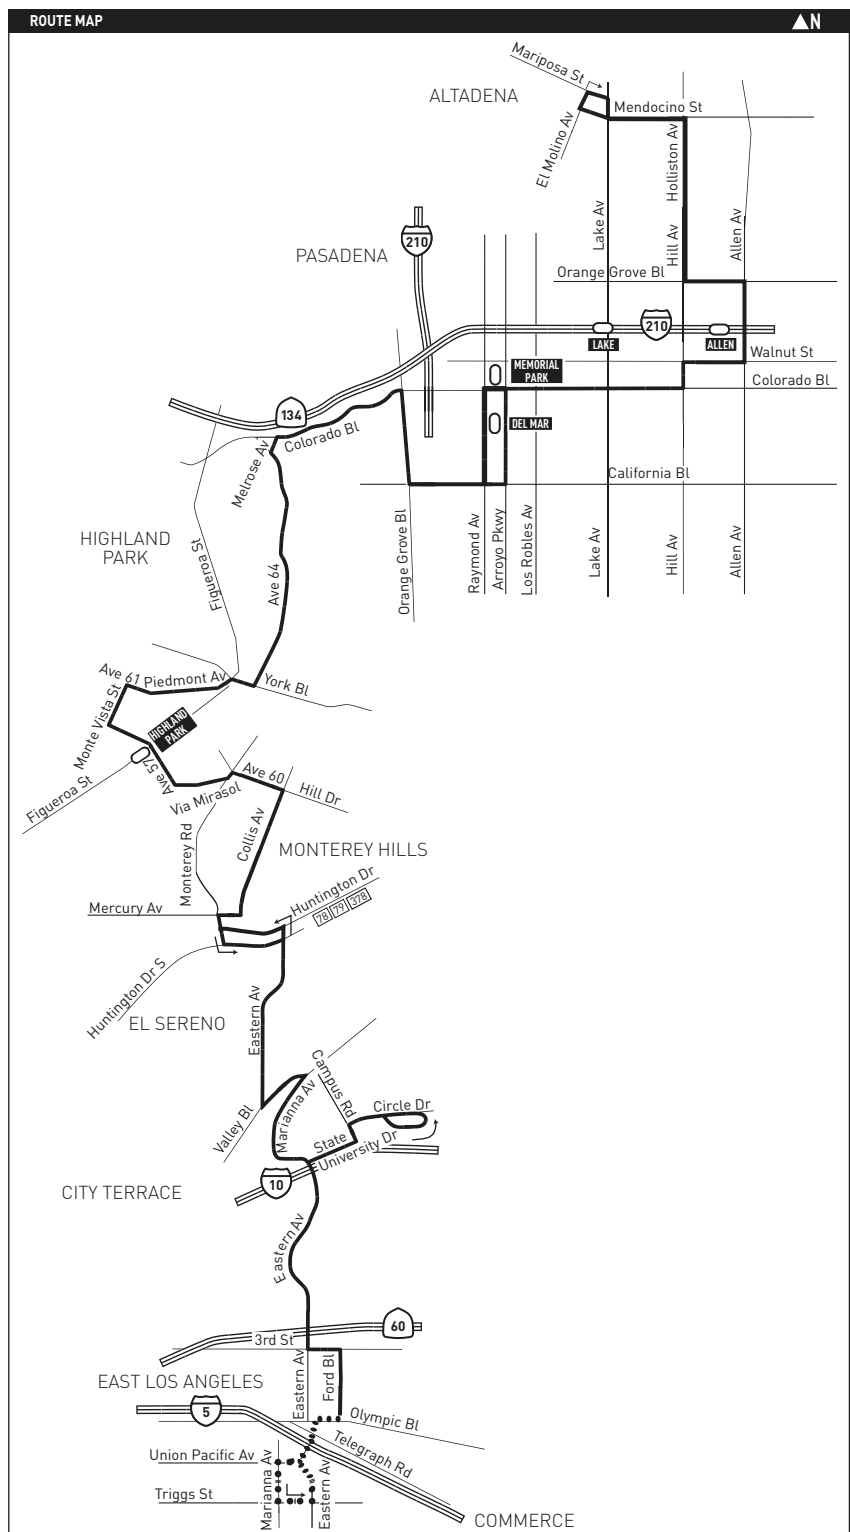 ROUTE MAP
N
Mariposa St
ALTADENA
Mendocino St
El Molino Av
Holliston Av
Lake Av
Hill Av
Allen Av
210
PASADENA
Orange Grove Bl
210
LAKE
ALLEN
Walnut St
MEMORIAL
PARK
Colorado Bl
134
Colorado Bl
DEL MAR
Melrose Av
California Bl
HIGHLAND
PARK
Figueroa St
Ave 64
Orange Grove Bl
Raymond Av
Arroyo Pkwy
Los Robles Av
Lake Av
Hill Av
Allen Av
Ave 61
Piedmont Av
York Bl
Monte Vista St
HIGHLAND
PARK
Figueroa St
Ave 57
Via Mirasol
Ave 60
Hill Dr
Monterey Rd
Collis Av
MONTEREY HILLS
Huntington Dr
78
79
378
Mercury Av
Huntington Dr S
EL SERENO
Eastern Av
Valley Bl
Marianna Av
Campus Rd
Circle Dr
State
University Dr
10
CITY TERRACE
Eastern Av
60
3rd St
EAST LOS ANGELES
Eastern Av
Ford Bl
5
Olympic Bl
Union Pacific Av
Telegraph Rd
Triggs St
Marianna Av
Eastern Av
COMMERCE